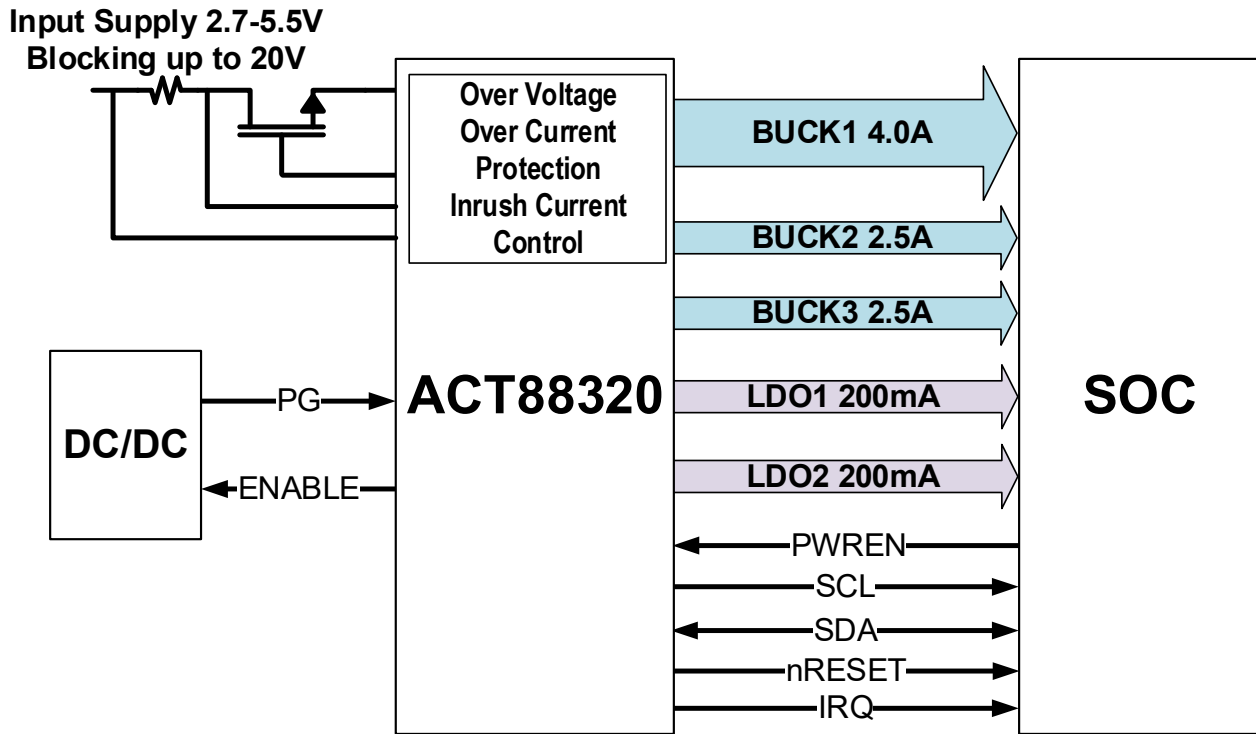 Input Supply 2.7-5.5V
Blocking up to 20V
Over Voltage
Over Current
Protection
Inrush Current
Control
BUCK1 4.0A
BUCK2 2.5A
BUCK3 2.5A
LDO1 200mA
LDO2 200mA
ACT88320
SOC
DC/DC
PG
ENABLE
PWREN
SCL
SDA
nRESET
IRQ